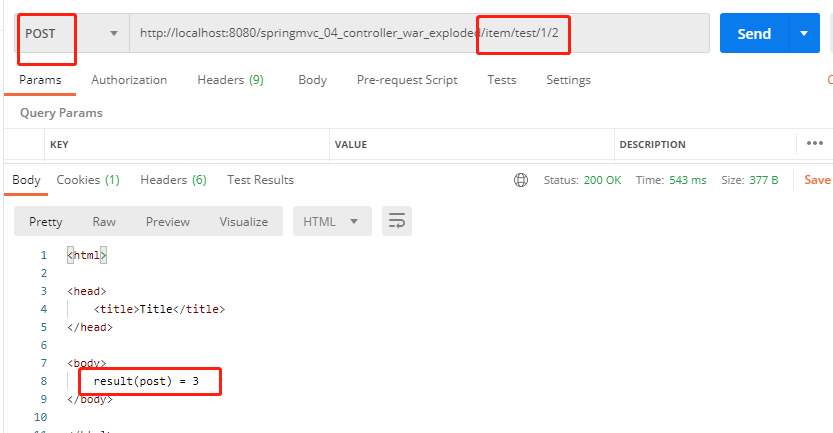 POST http://localhost:8080/springmvc_04_controller_war_exploded/item/test/1/2 Send
Params Authorization Headers (9) Body Pre-request Script Tests Settings
Query Params
KEY VALUE DESCRIPTION •••
Body Cookies (1) Headers (6) Test Results Status: 200 OK Time: 543 ms Size: 377 B Save
Pretty Raw Preview Visualize HTML
1 <html>
2
3 <head>
4 <title>Title</title>
5 </head>
6
7 <body>
8 result(post) = 3
9 </body>
10